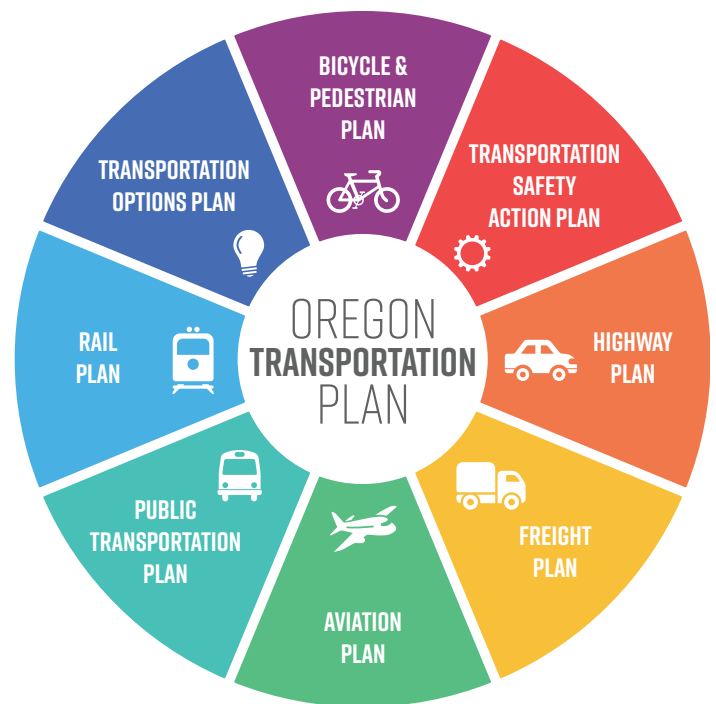 BICYCLE &
PEDESTRIAN
PLAN
TRANSPORTATION
SAFETY
ACTION PLAN
HIGHWAY
PLAN
FREIGHT
PLAN
AVIATION
PLAN
PUBLIC
TRANSPORTATION
PLAN
RAIL
PLAN
TRANSPORTATION
OPTIONS PLAN
OREGON
TRANSPORTATION
PLAN